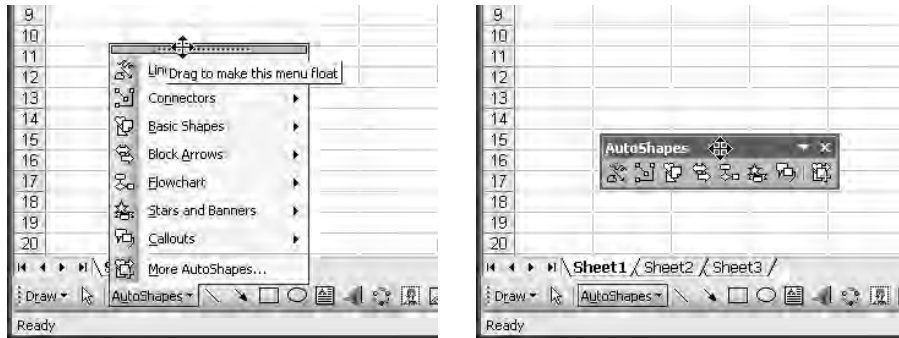 9
10
11
12
13
14
15
16
17
18
19
20
Drag to make this menu float
Connectors
Basic Shapes
Block Arrows
Flowchart
Stars and Banners
Callouts
More AutoShapes...
Draw
AutoShapes
Ready
9
10
11
12
13
14
15
16
17
18
19
20
AutoShapes
Sheet1 / Sheet2 / Sheet3 /
Draw
AutoShapes
Ready